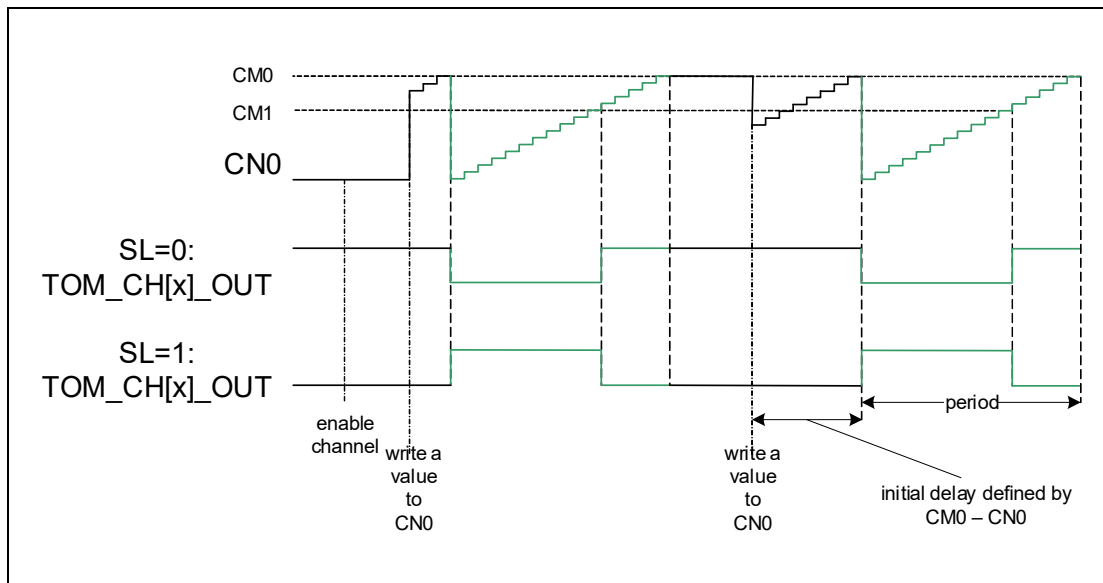 CM0
CM1
CN0
SL=0:
TOM_CH[x]_OUT
SL=1:
TOM_CH[x]_OUT
enable
channel
write a
value
to
CN0
write a
value
to
CN0
period
initial delay defined by
CM0 – CN0